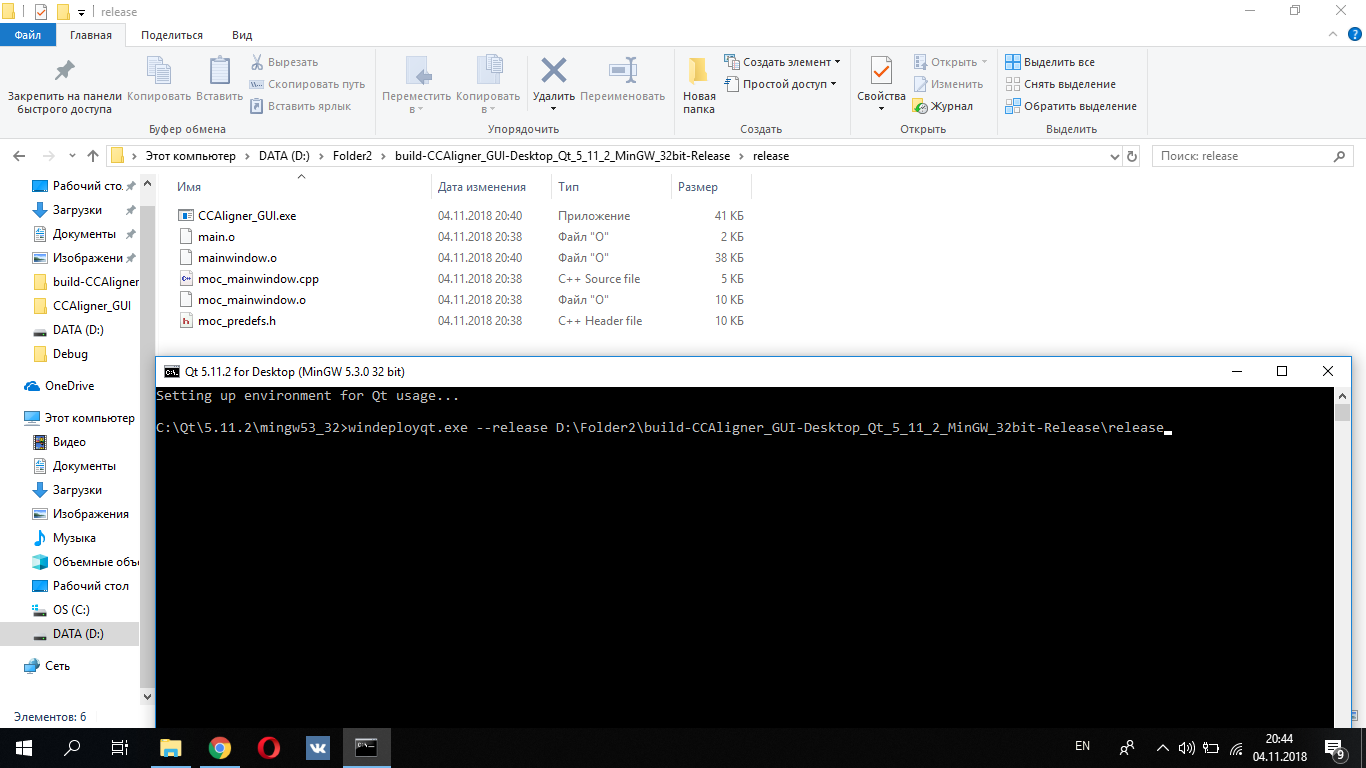 release
Файл Главная Поделиться Вид
Закрепить на панели быстрого доступа
Копировать
Вставить
Вырезать
Скопировать путь
Вставить ярлык
Буфер обмена
Переместить в
Копировать в
Удалить
Переименовать
Упорядочить
Новая папка
Создать элемент
Простой доступ
Создать
Свойства
Открыть
Изменить
Журнал
Открыть
Выделить все
Снять выделение
Обратить выделение
Выделить
Этот компьютер > DATA (D:) > Folder2 > build-CCAligner_GUI-Desktop_Qt_5_11_2_MinGW_32bit-Release > release
Поиск: release
Рабочий сто.
Загрузки
Документы
Изображени
build-CCAligner
CCAligner_GUI
DATA (D:)
Debug
OneDrive
Этот компьютер
Видео
Документы
Загрузки
Изображения
Музыка
Объемные объ
Рабочий стол
OS (C:)
DATA (D:)
Сеть
Имя Дата изменения Тип Размер
CCAligner_GUI.exe 04.11.2018 20:40 Приложение 41 КБ
main.o 04.11.2018 20:38 Файл "O" 2 КБ
mainwindow.o 04.11.2018 20:40 Файл "O" 38 КБ
moc_mainwindow.cpp 04.11.2018 20:38 C++ Source file 5 КБ
moc_mainwindow.o 04.11.2018 20:38 Файл "O" 10 КБ
moc_predefs.h 04.11.2018 20:38 C++ Header file 10 КБ
Qt 5.11.2 for Desktop (MinGW 5.3.0 32 bit)
Setting up environment for Qt usage...
C:\Qt\5.11.2\mingw53_32>windeployqt.exe --release D:\Folder2\build-CCAligner_GUI-Desktop_Qt_5_11_2_MinGW_32bit-Release\release
Элементов: 6
EN
20:44
04.11.2018
9